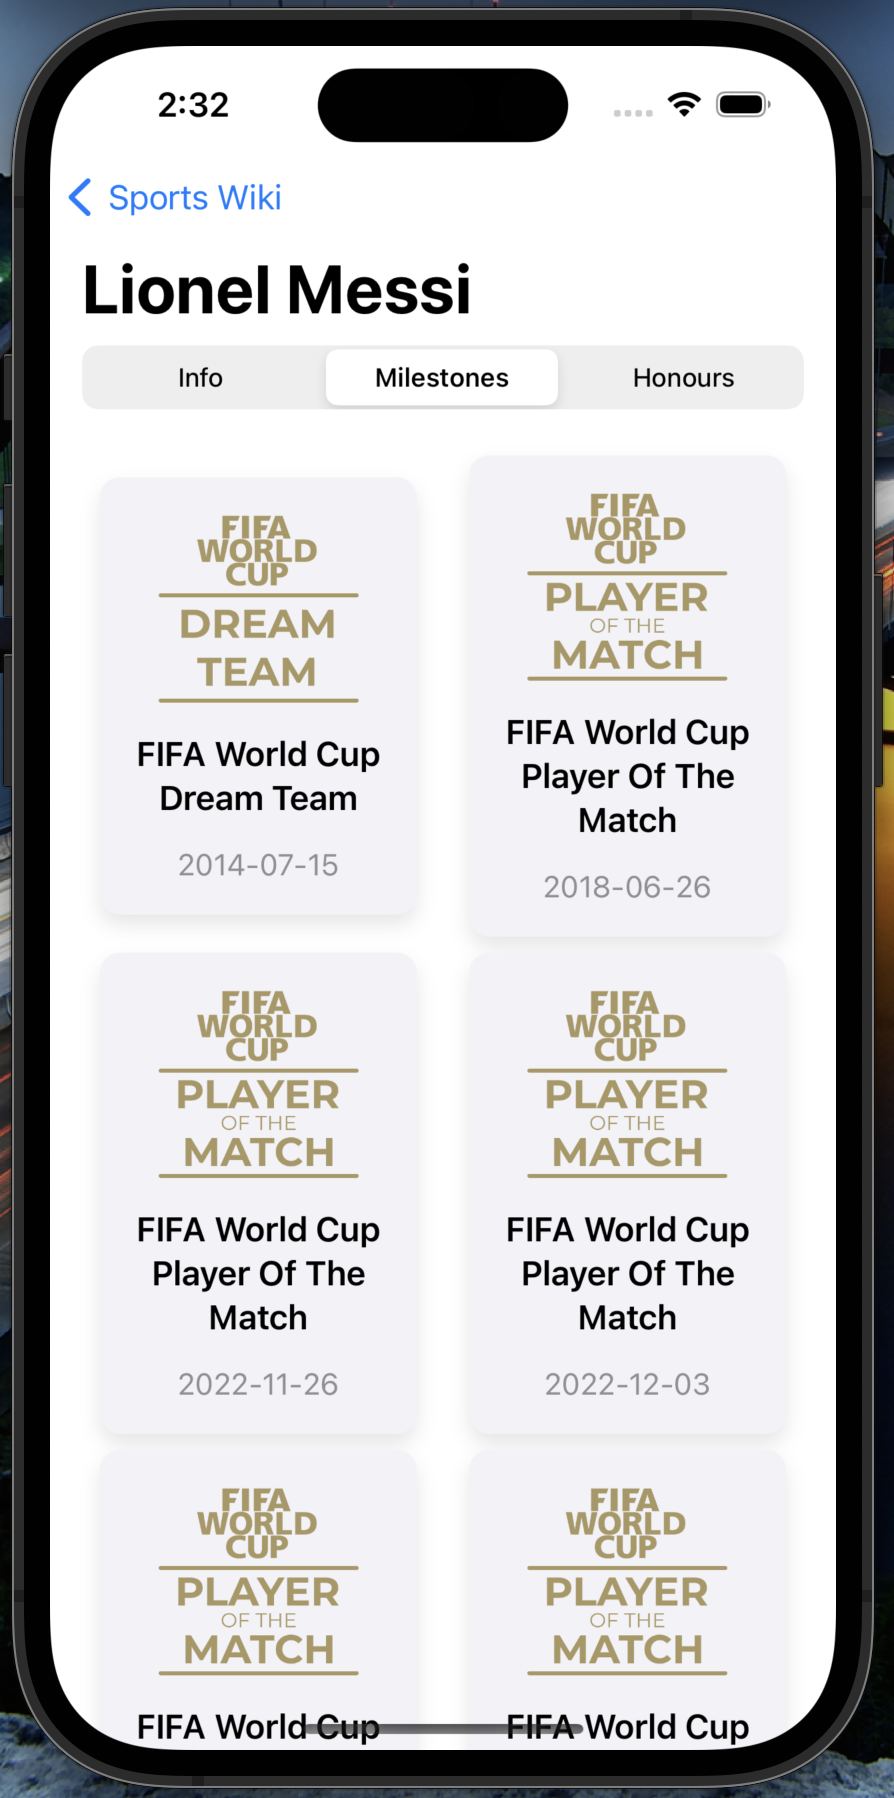 2:32
Sports Wiki
Lionel Messi
Info
Milestones
Honours
FIFA
WORLD
CUP
DREAM
TEAM
FIFA World Cup
Dream Team
2014-07-15
FIFA
WORLD
CUP
PLAYER
OF THE
MATCH
FIFA World Cup
Player Of The
Match
2018-06-26
FIFA
WORLD
CUP
PLAYER
OF THE
MATCH
FIFA World Cup
Player Of The
Match
2022-11-26
FIFA
WORLD
CUP
PLAYER
OF THE
MATCH
FIFA World Cup
Player Of The
Match
2022-12-03
FIFA
WORLD
CUP
PLAYER
OF THE
MATCH
FIFA World Cup
FIFA
WORLD
CUP
PLAYER
OF THE
MATCH
FIFA World Cup